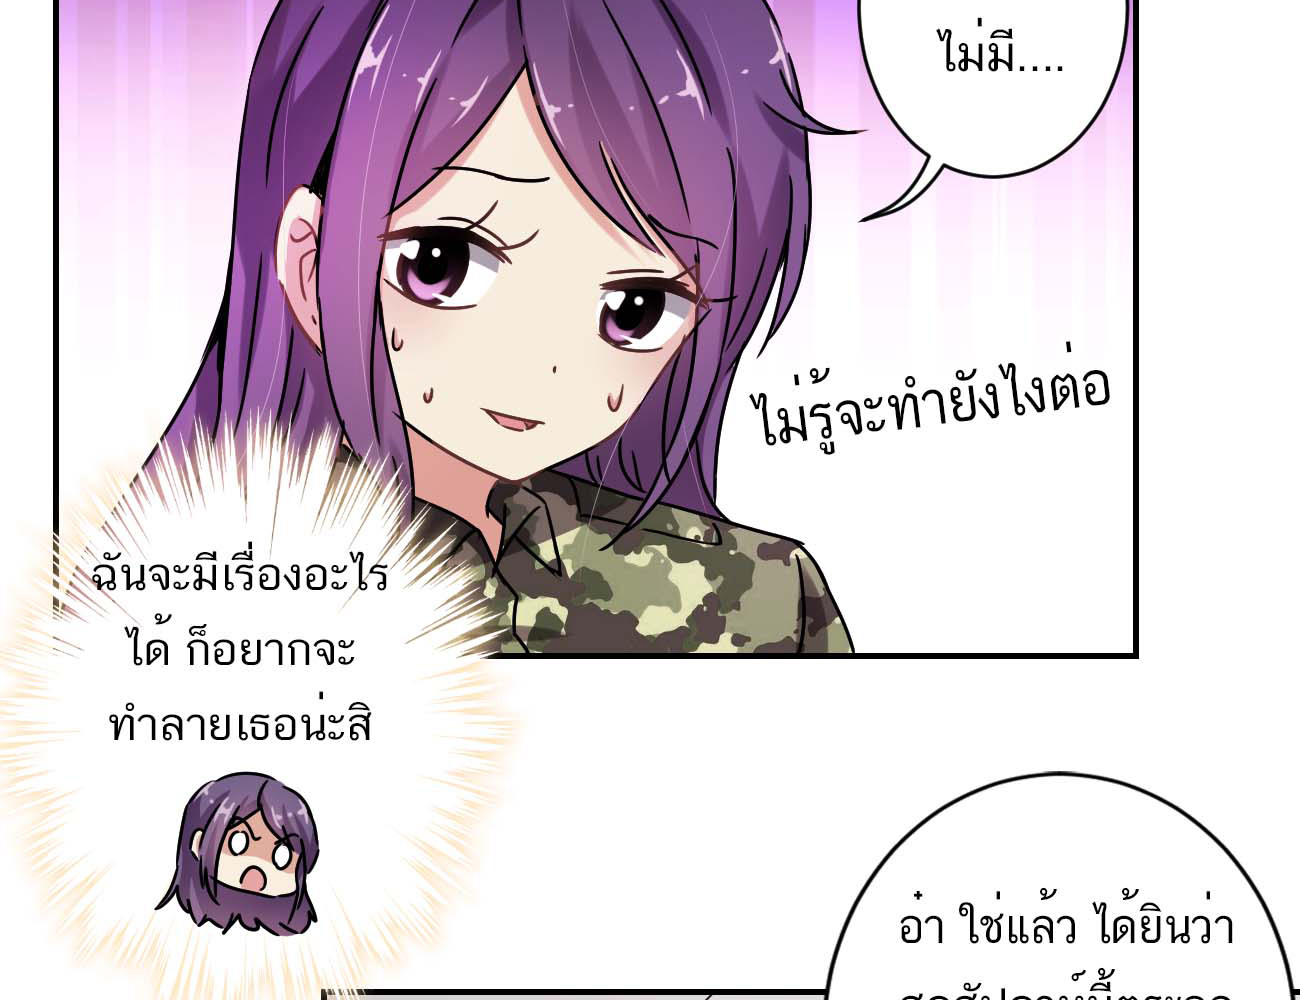 ไม่มี....
ไม่รู้จะทำยังไงต่อ
ฉันจะมีเรื่องอะไร
ได้ ก็อยากจะ
ทำลายเธอน่ะสิ
อ๋า ใช่แล้ว ได้ยินว่า